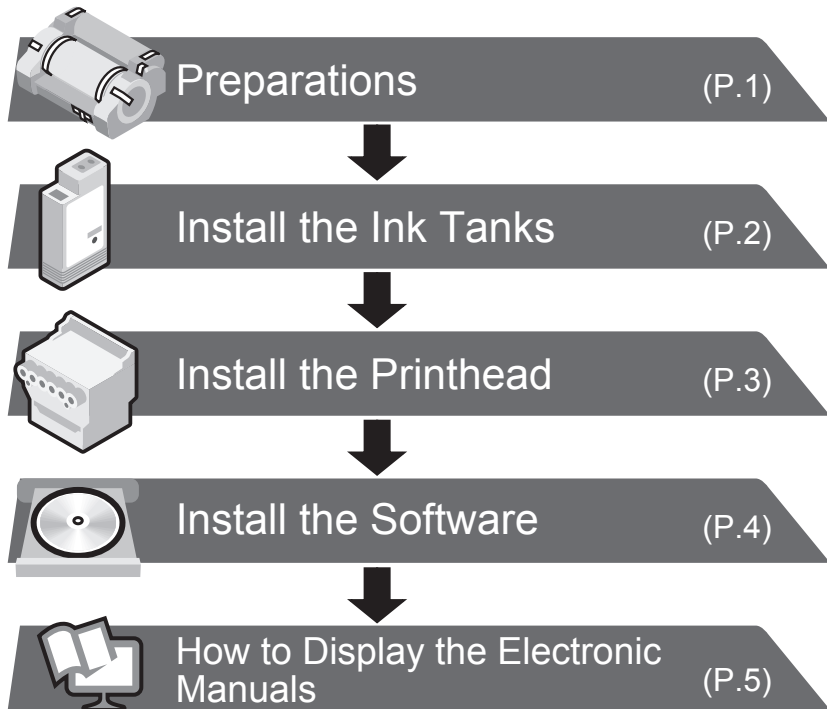 Preparations (P.1)
Install the Ink Tanks (P.2)
Install the Printhead (P.3)
Install the Software (P.4)
How to Display the Electronic
Manuals (P.5)